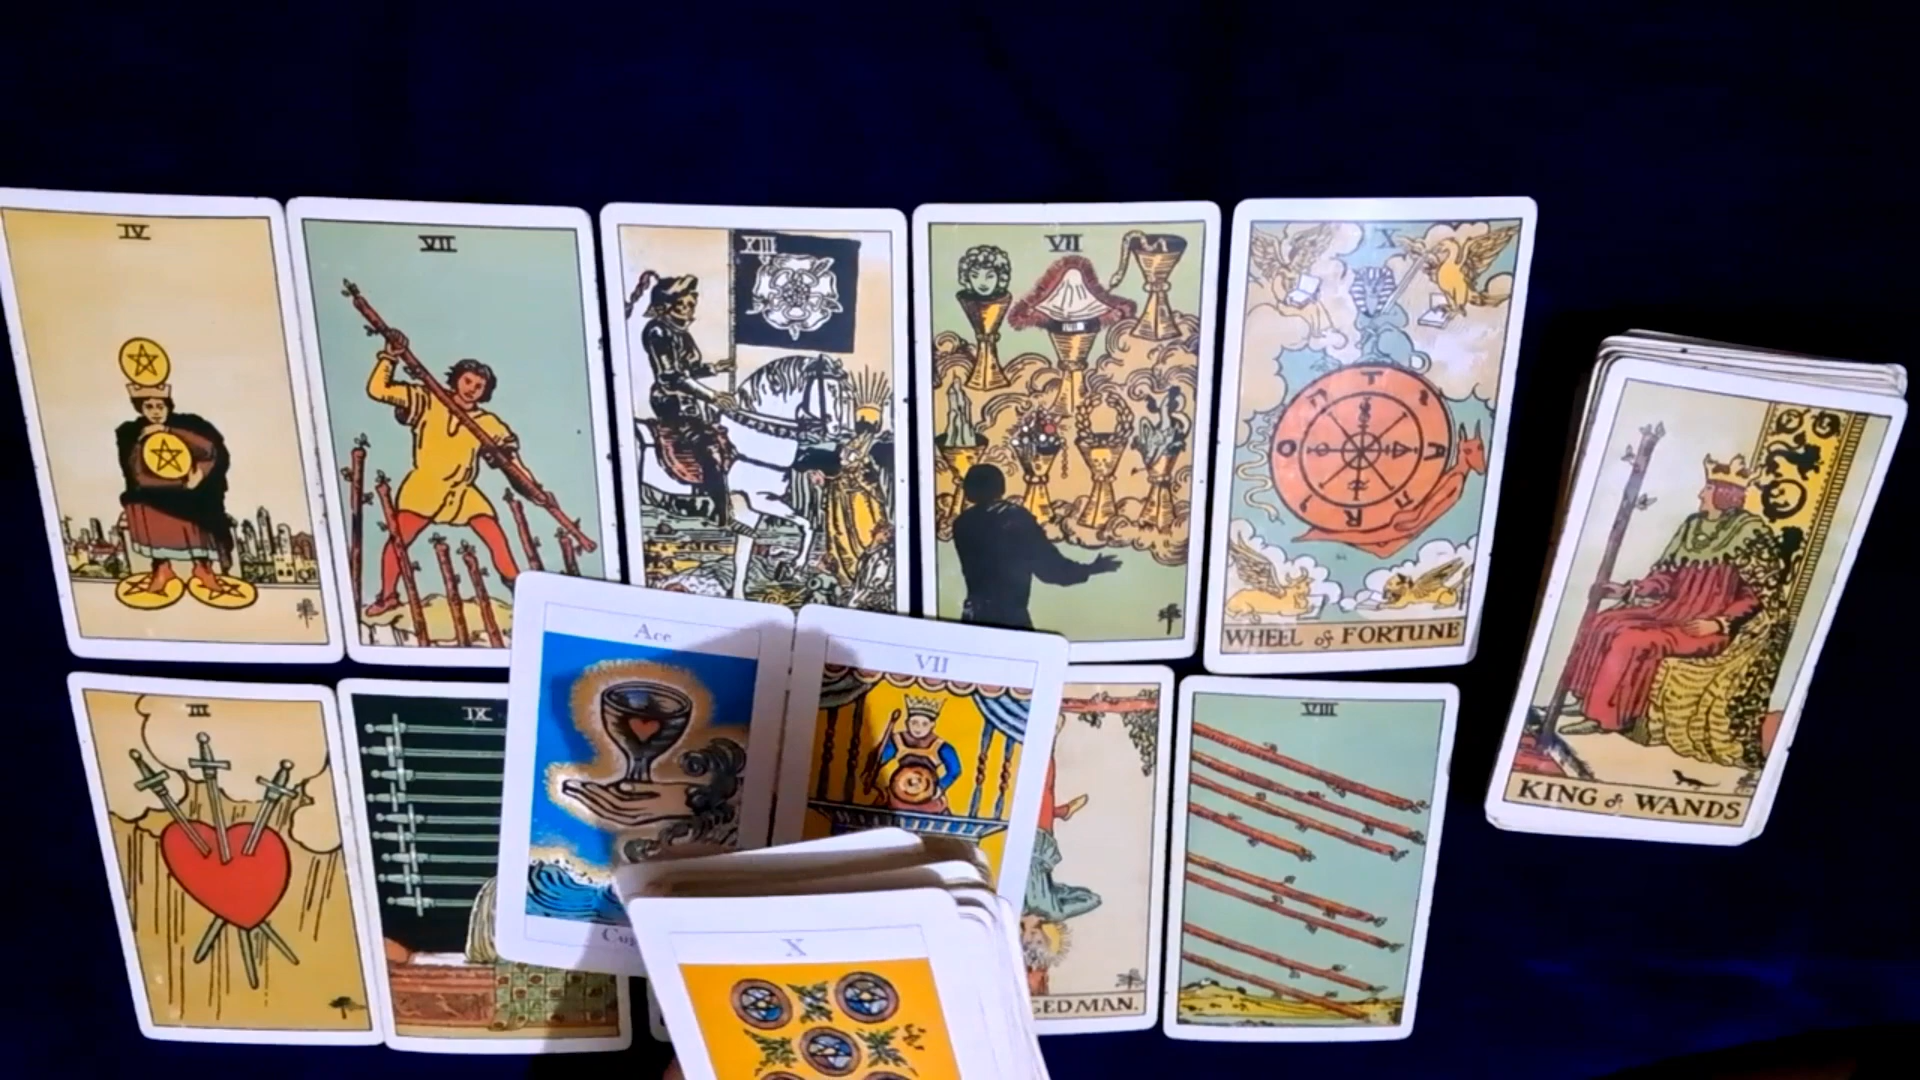 IV
VII
XIII
VII
X
T
A
R
O
WHEEL of FORTUNE
KING of WANDS
III
IX
Ace
VII
VIII
X
GED MAN.